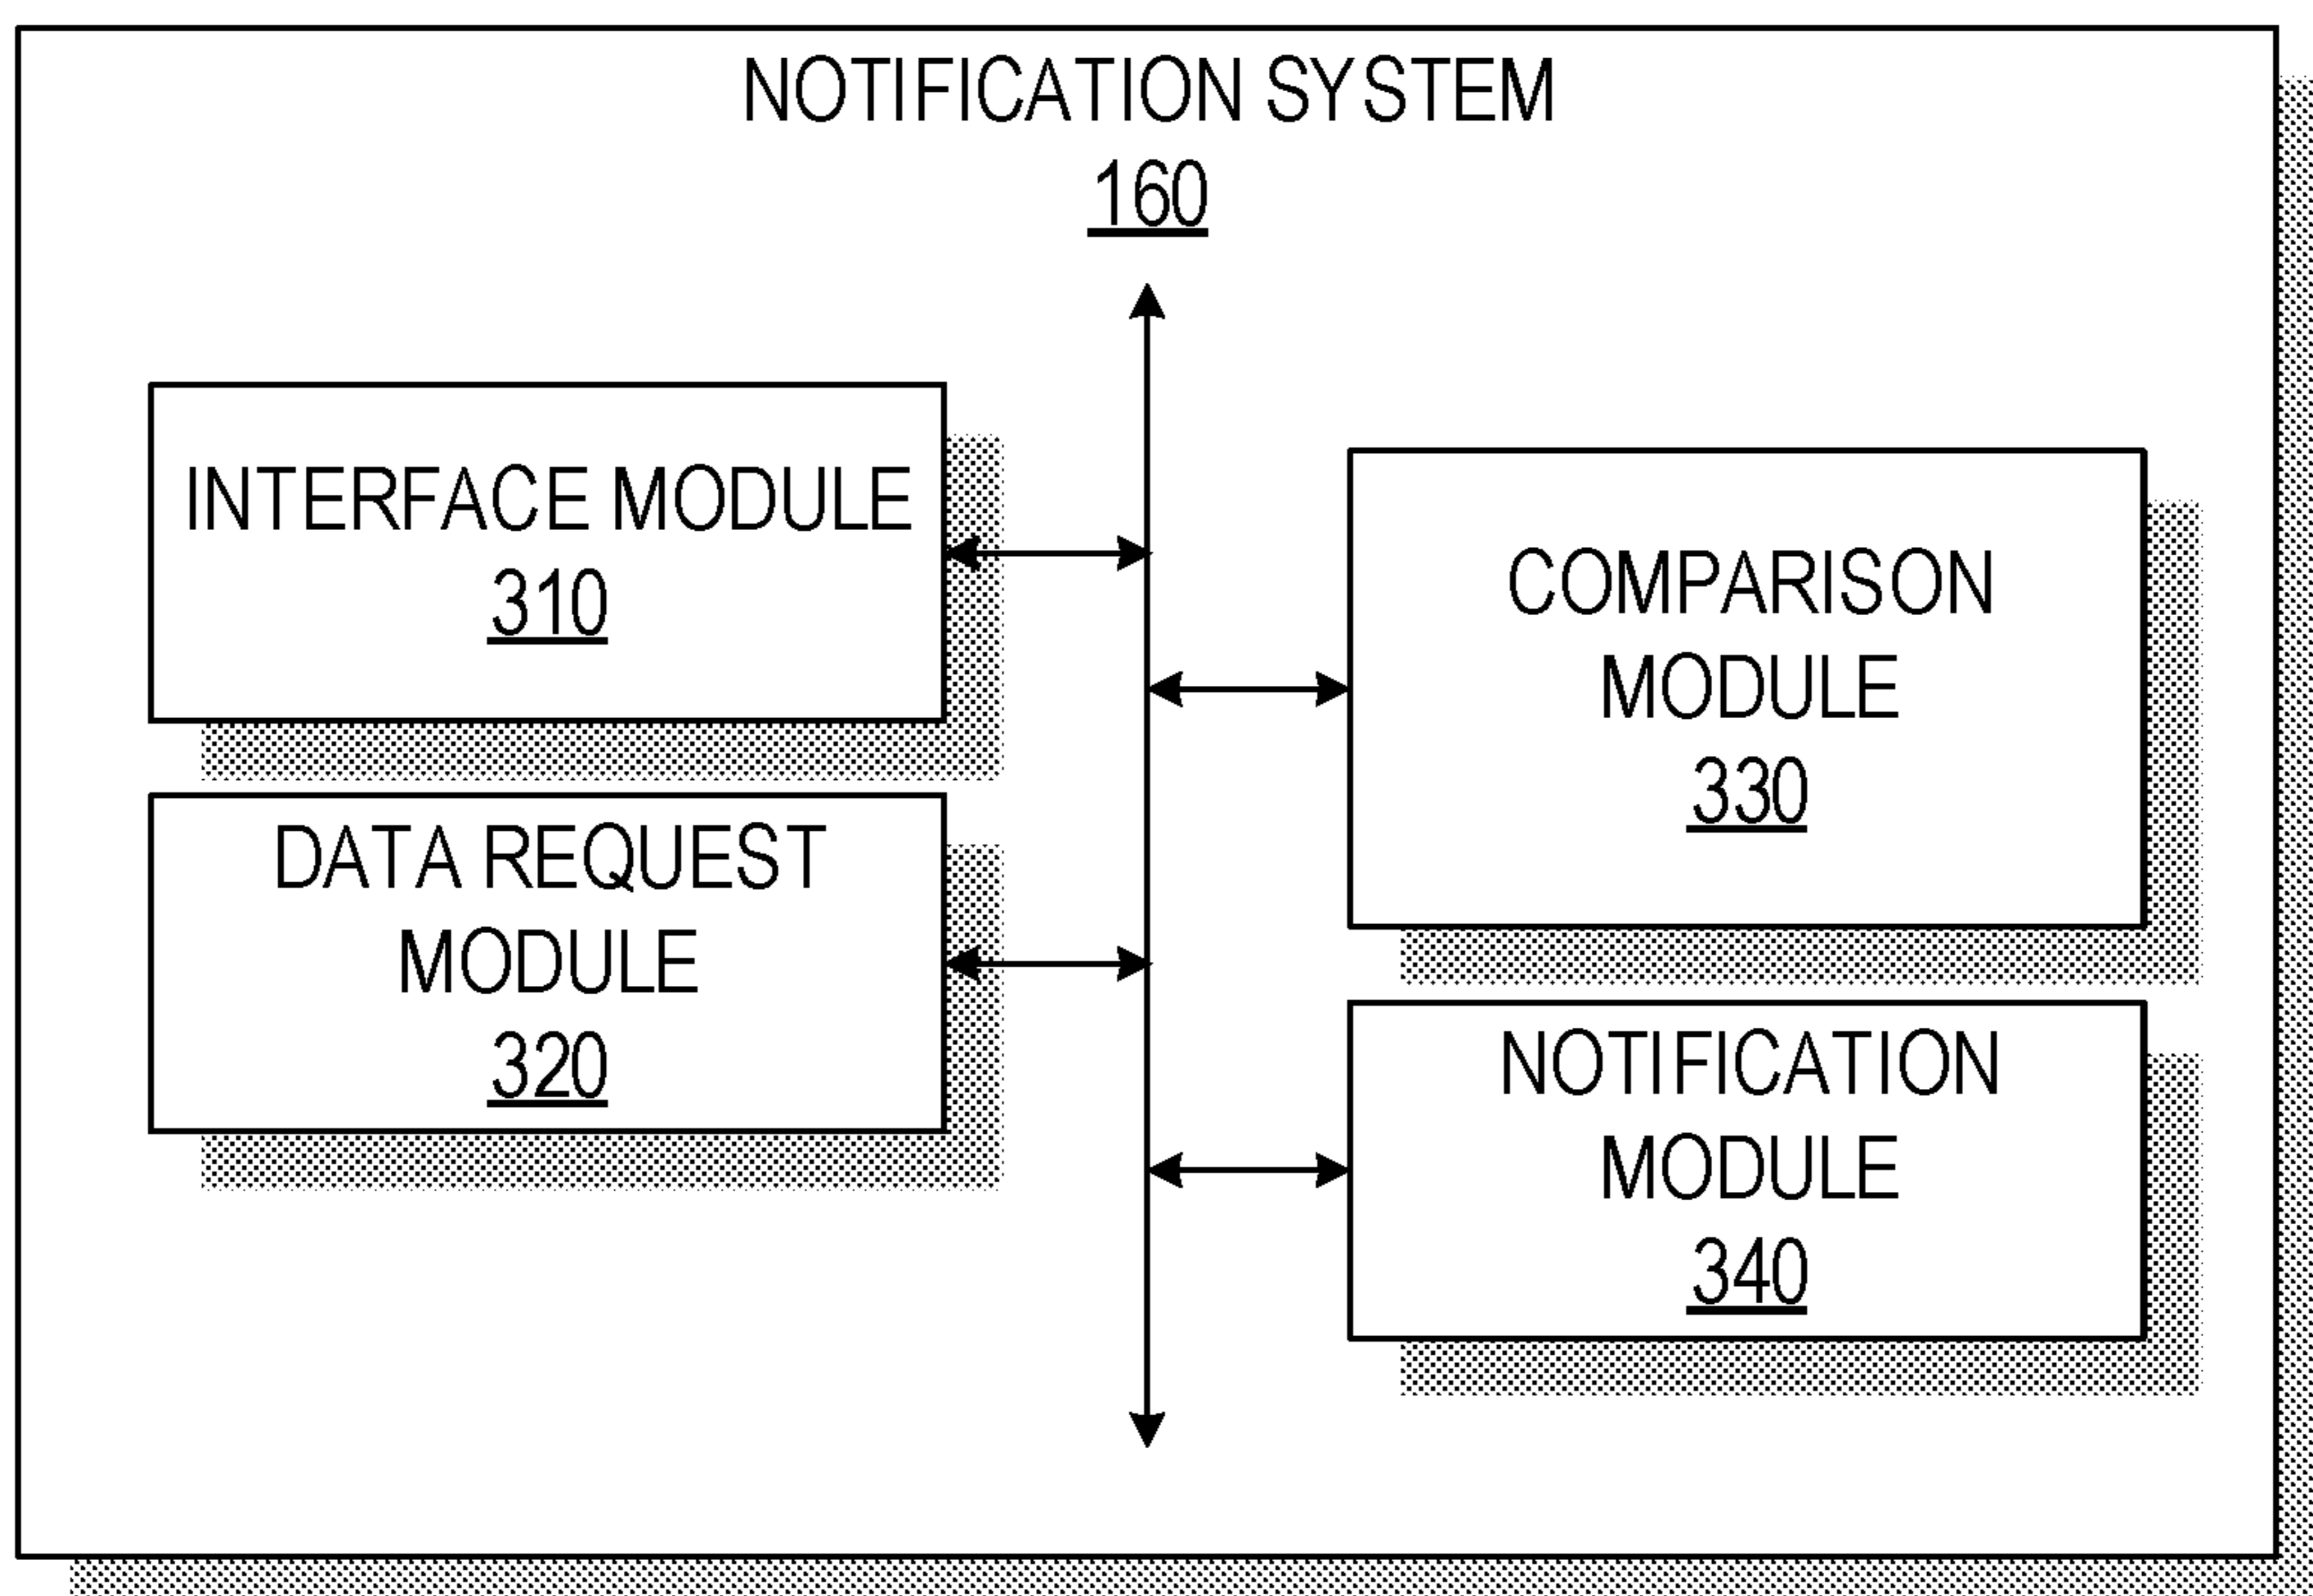 NOTIFICATION SYSTEM
160
INTERFACE MODULE
310
DATA REQUEST
MODULE
320
COMPARISON
MODULE
330
NOTIFICATION
MODULE
340